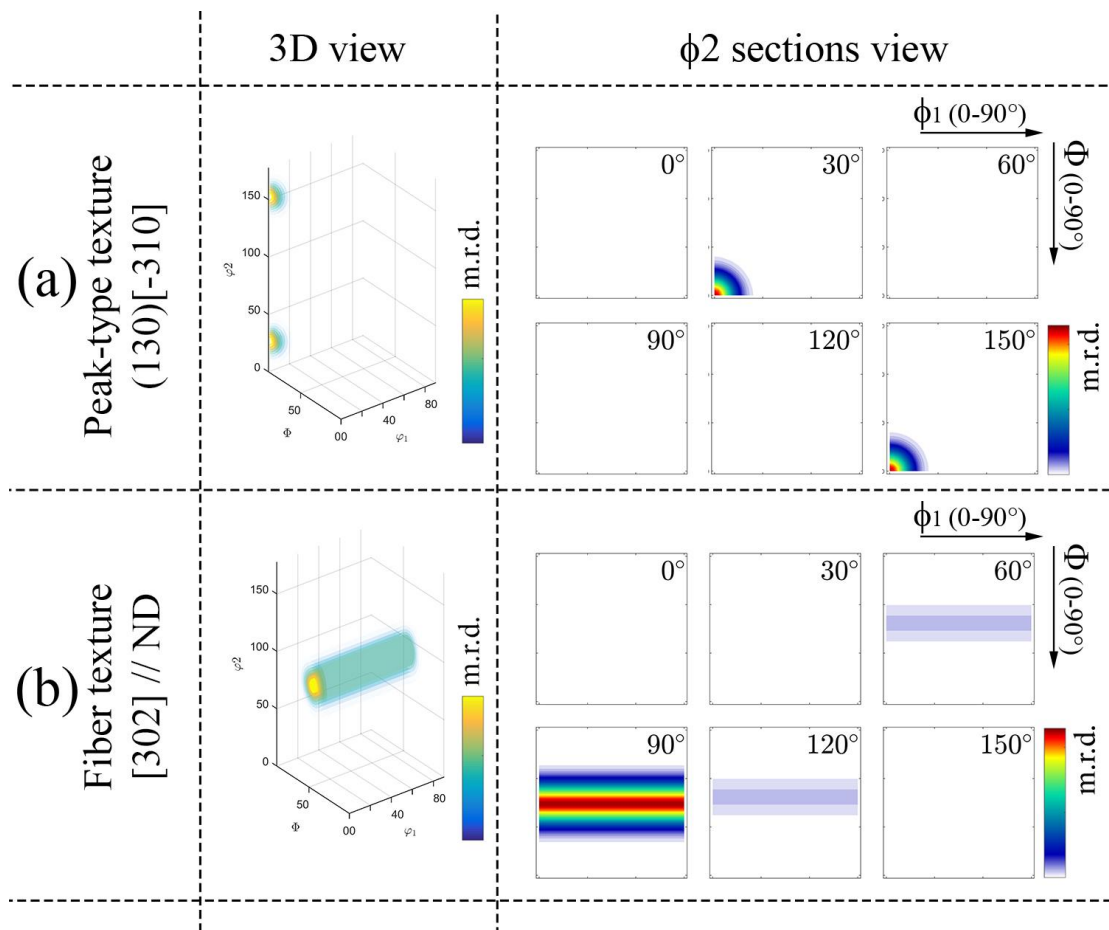 3D view
ϕ2 sections view
(a)
Peak-type texture
(130)[-310]
150
100
50
0
φ2
50
Φ
00
40
80
φ1
m.r.d.
ϕ1 (0-90°)
Φ (0-90°)
0°
30°
60°
90°
120°
150°
m.r.d.
(b)
Fiber texture
[302] // ND
150
100
50
0
φ2
50
Φ
00
40
80
φ1
m.r.d.
ϕ1 (0-90°)
Φ (0-90°)
0°
30°
60°
90°
120°
150°
m.r.d.